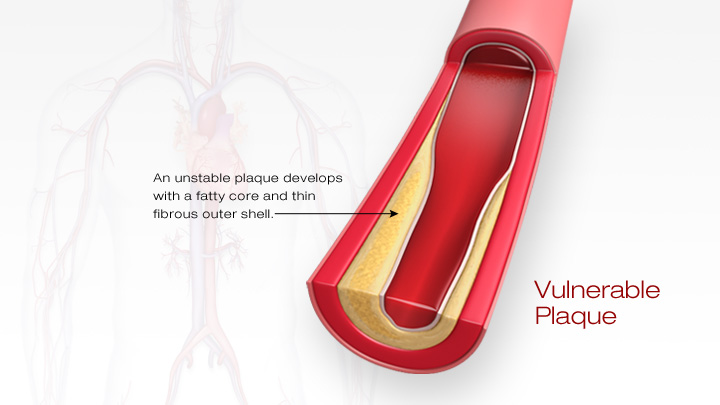 An unstable plaque develops
with a fatty core and thin
fibrous outer shell.
Vulnerable
Plaque